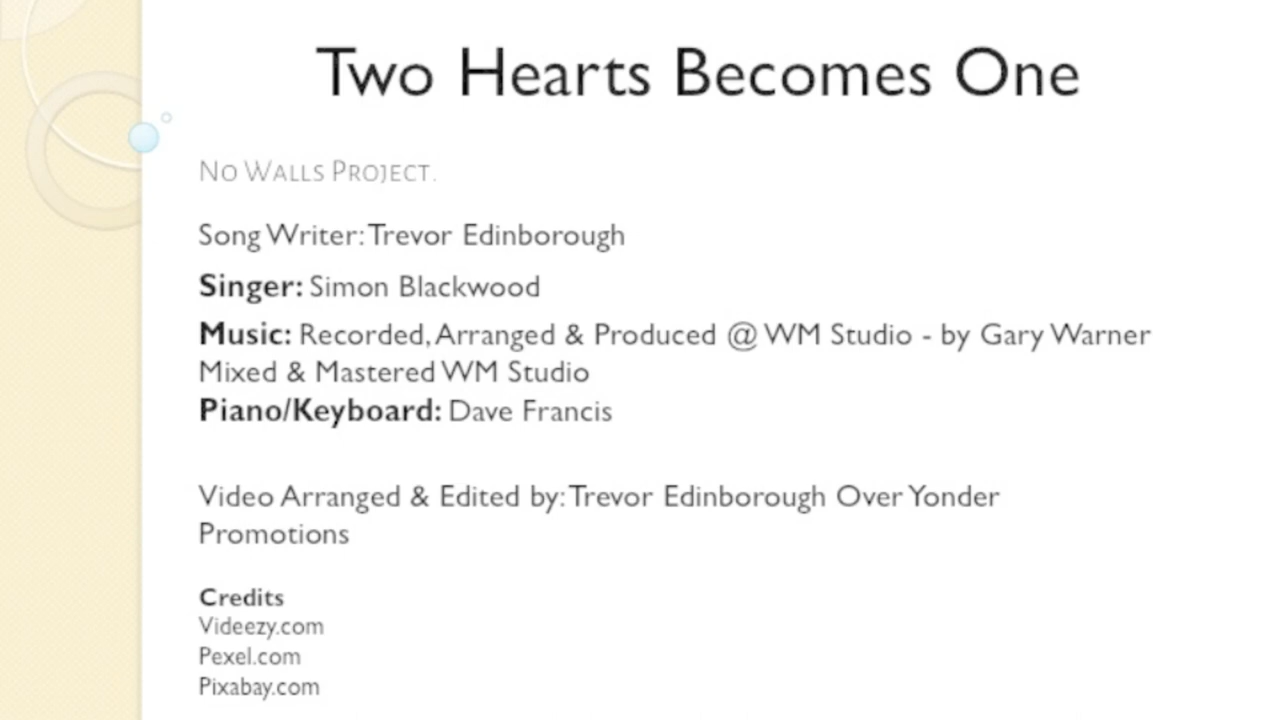 Two Hearts Becomes One
No Walls Project.
Song Writer: Trevor Edinborough
Singer: Simon Blackwood
Music: Recorded, Arranged & Produced @ WM Studio - by Gary Warner
Mixed & Mastered WM Studio
Piano/Keyboard: Dave Francis
Video Arranged & Edited by: Trevor Edinborough Over Yonder
Promotions
Credits
Videezy.com
Pexel.com
Pixabay.com